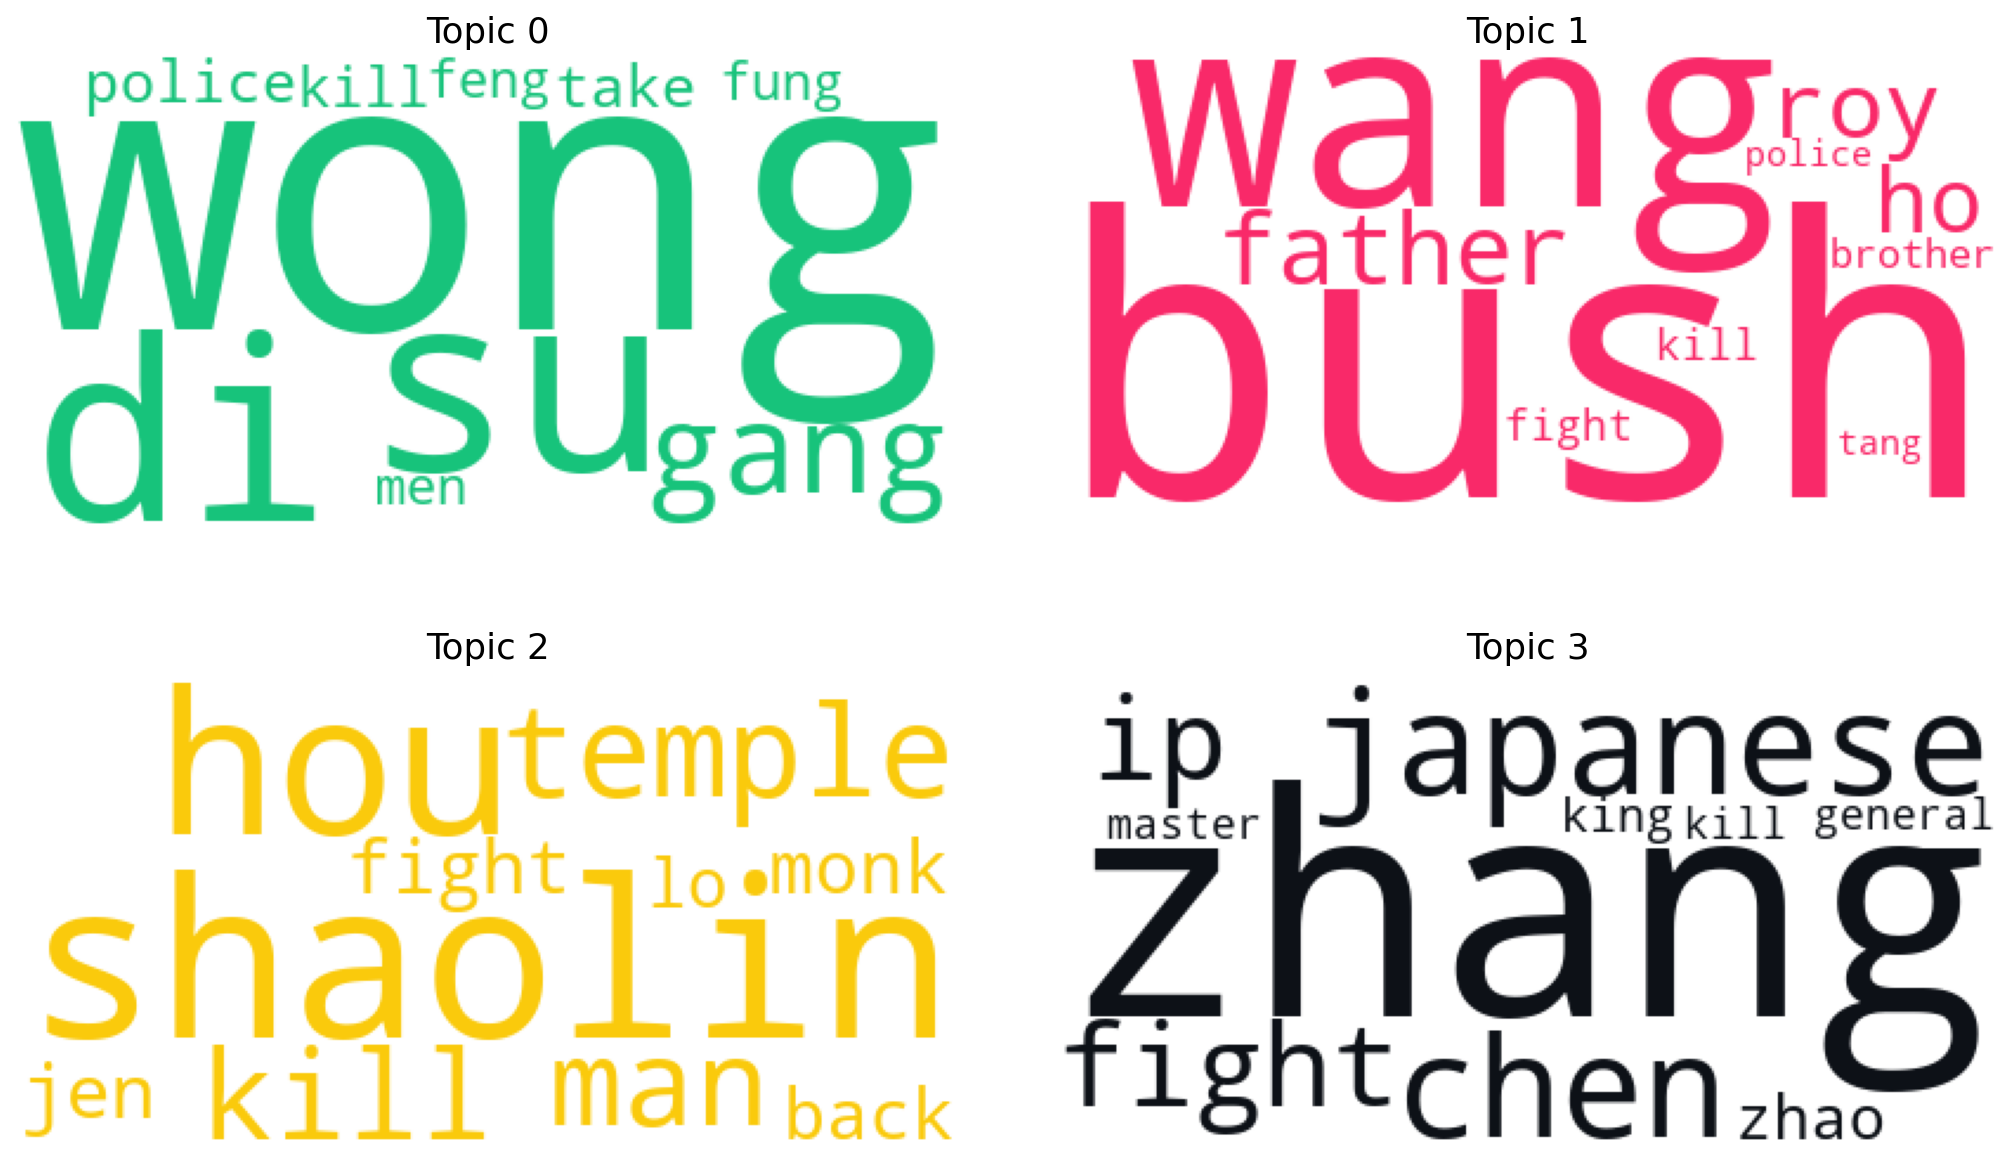 Topic 0
police kill feng take fung
wong
di su gang
men
Topic 1
wang roy
police
ho
father brother
bush
kill
fight tang
Topic 2
hou temple
fight lo monk
shaolin
jen kill man back
Topic 3
ip japanese
master king kill general
zhang
fight chen zhao